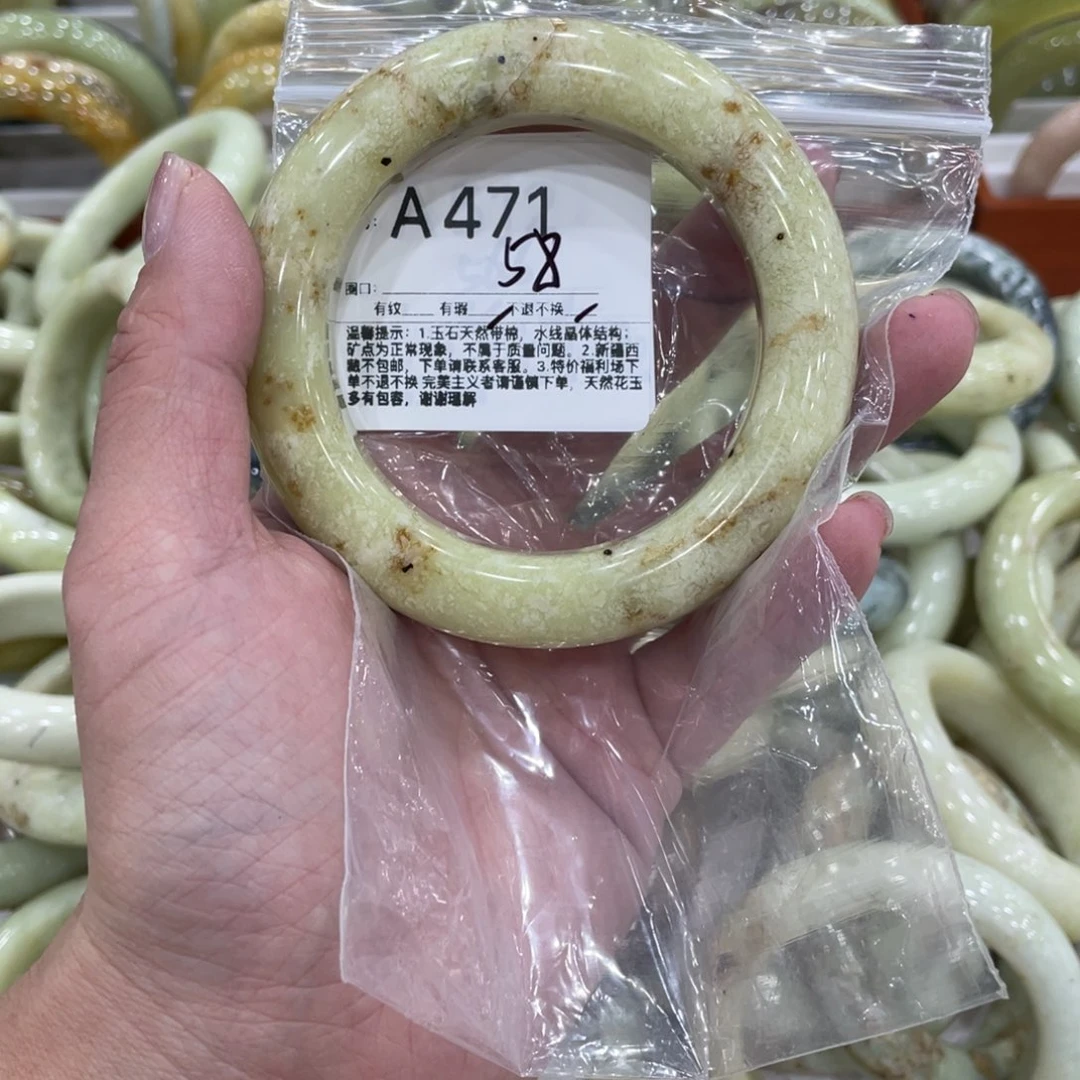 A471
58
圈口：
有纹 有瑕 不退不换
温馨提示：1.玉石天然带棉，水线晶体结构；
矿点为正常现象，不属于质量问题。2.新疆西
藏不包邮，下单请联系客服。3.特价福利场下
单不退不换 完美主义者请谨慎下单，天然花玉
多有包容，谢谢理解